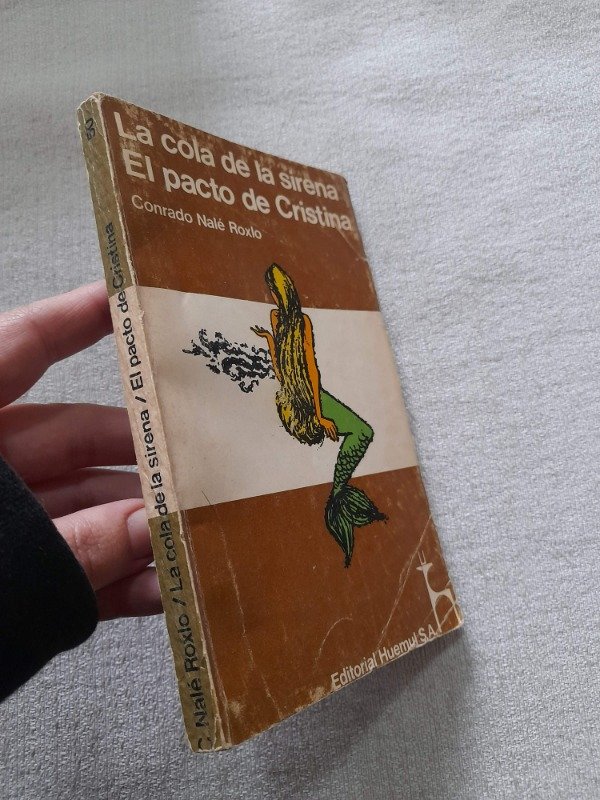 La cola de la sirena
El pacto de Cristina
Conrado Nalé Roxlo
Editorial Huemul S.A.
C. Nalé Roxlo / La cola de la sirena / El pacto de Cristina